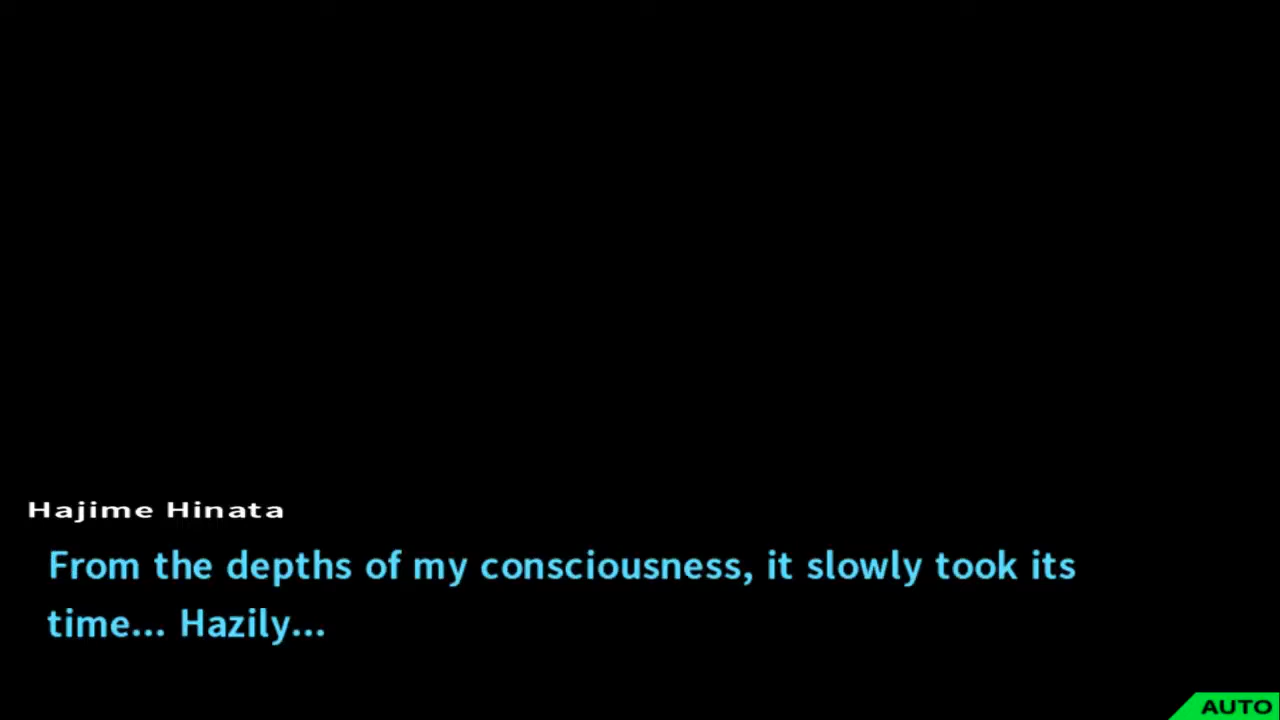 Hajime Hinata
From the depths of my consciousness, it slowly took its
time... Hazily...
AUTO